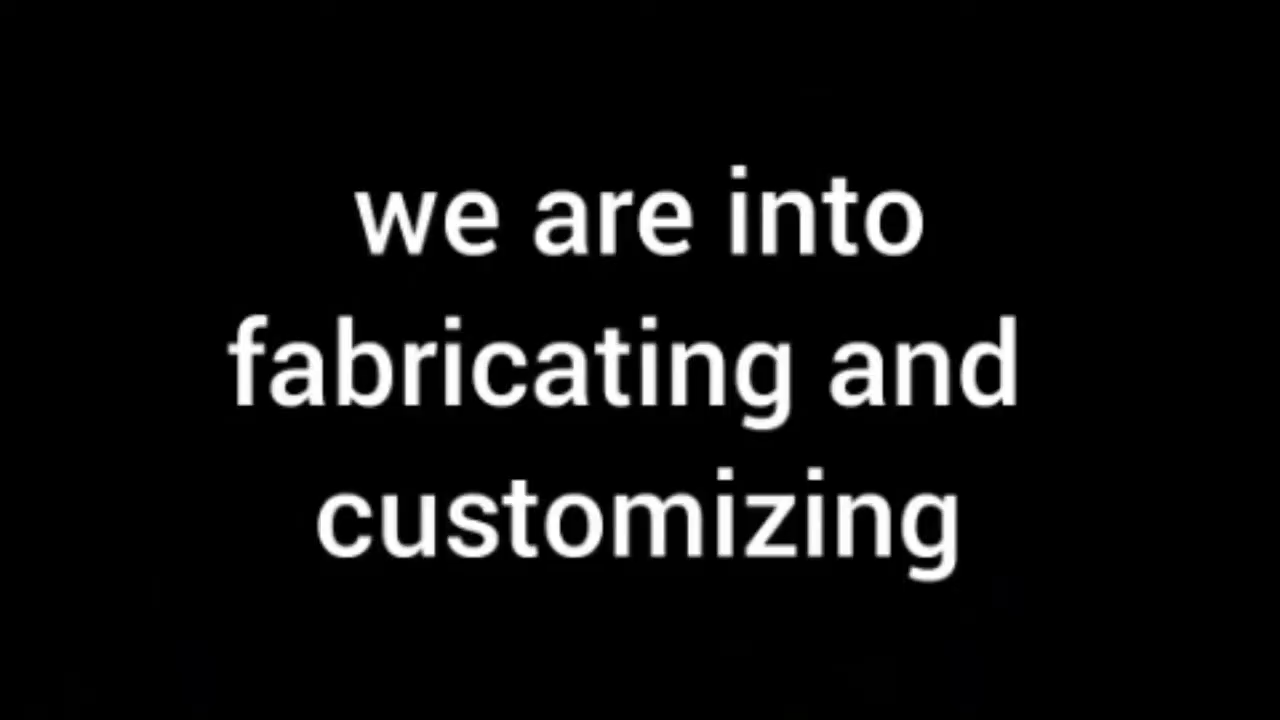 we are into
fabricating and
customizing